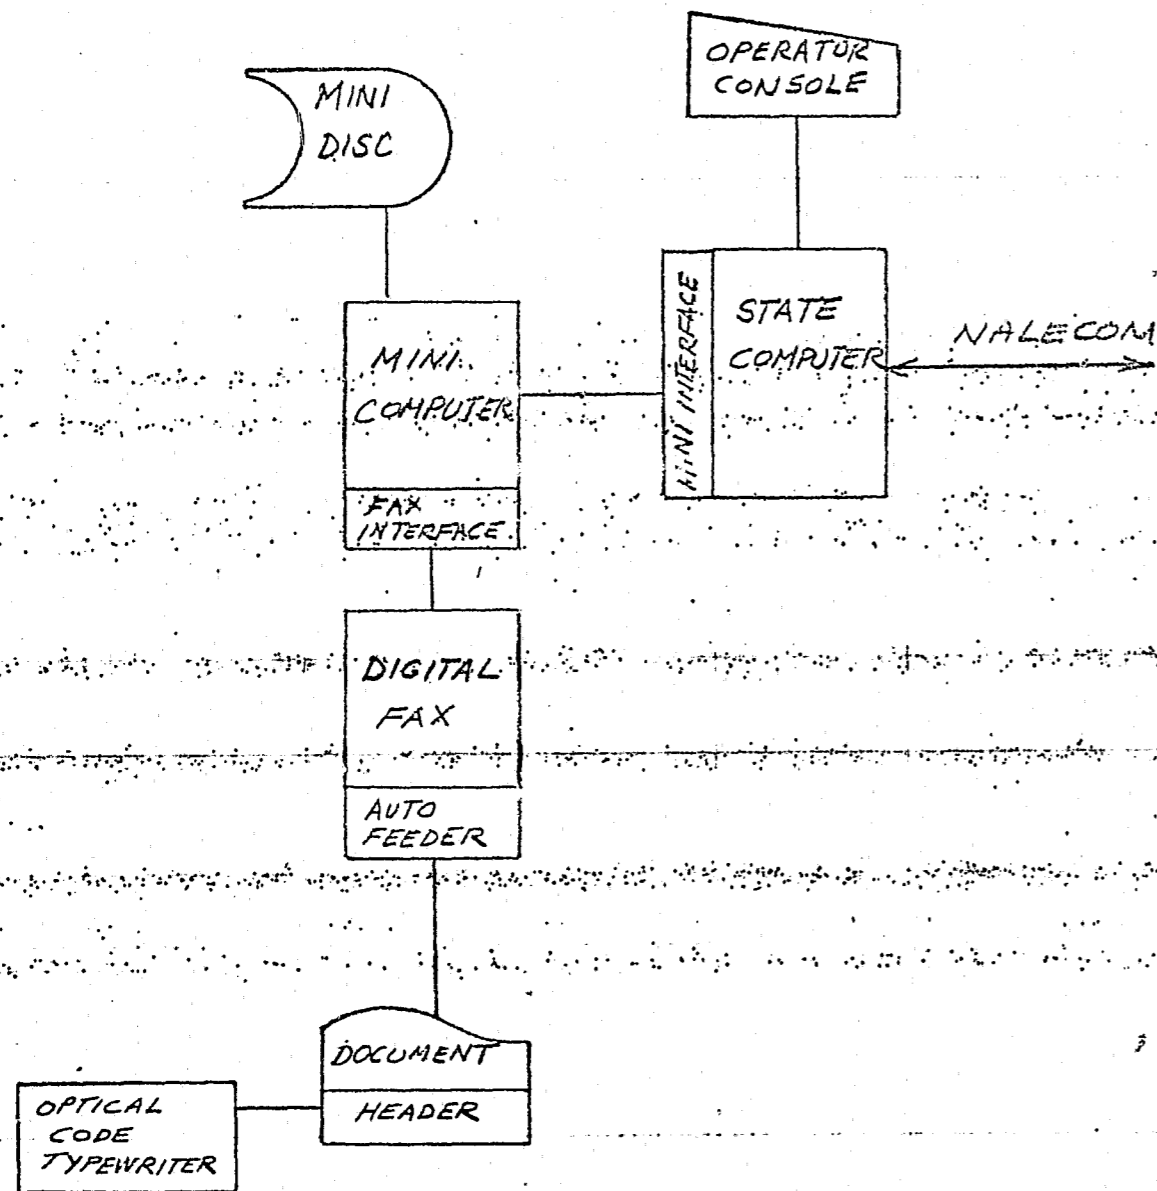 OPERATOR
CONSOLE
MINI
DISC
MINI INTERFACE
STATE
COMPUTER
NALECOM
MINI
COMPUTER
FAX
INTERFACE
DIGITAL
FAX
AUTO
FEEDER
DOCUMENT
HEADER
OPTICAL
CODE
TYPEWRITER